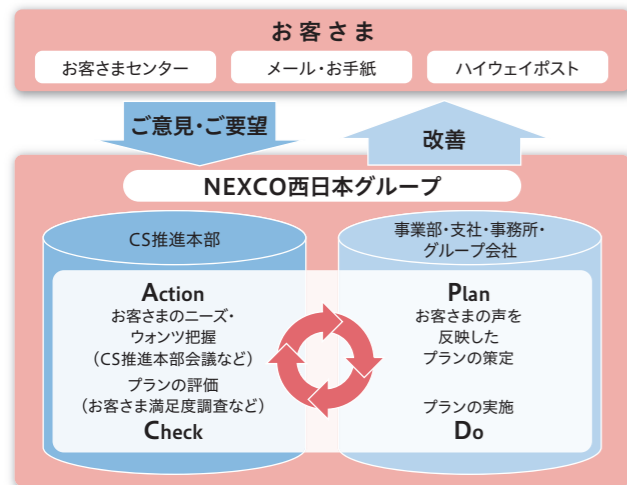 お客さま
お客さまセンター
メール・お手紙
ハイウェイポスト
ご意見・ご要望
改善
NEXCO西日本グループ
CS推進本部
事業部・支社・事務所・
グループ会社
Action
お客さまのニーズ・
ウォンツ把握
(CS推進本部会議など)
プランの評価
(お客さま満足度調査など)
Check
Plan
お客さまの声を
反映した
プランの策定
プランの実施
Do